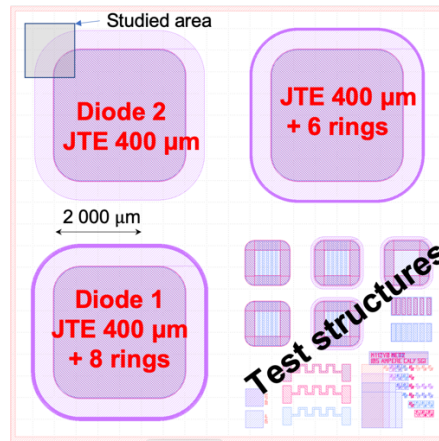 Studied area
Diode 2
JTE 400 µm
JTE 400 µm
+ 6 rings
2 000 µm
Diode 1
JTE 400 µm
+ 8 rings
Test structures